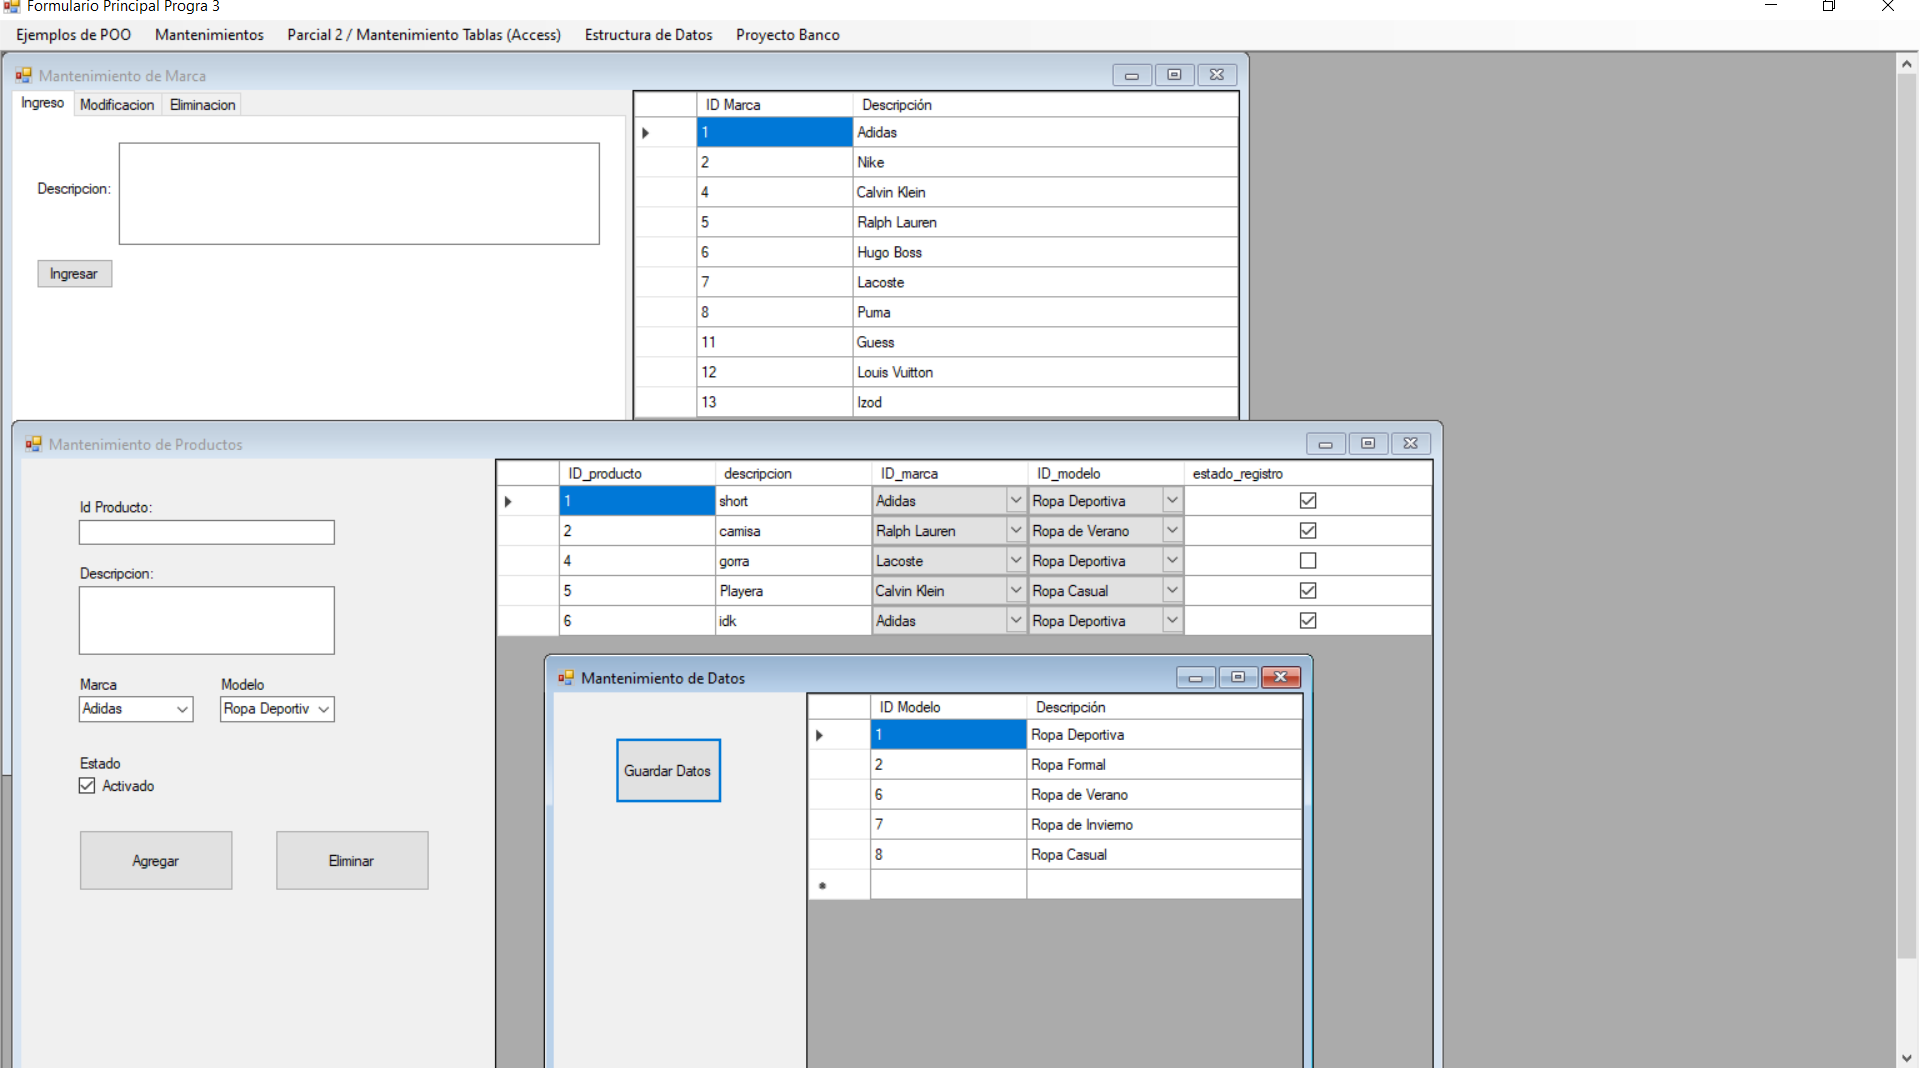 Formulario Principal Progra 3
Ejemplos de POO Mantenimientos Parcial 2 / Mantenimiento Tablas (Access) Estructura de Datos Proyecto Banco
Mantenimiento de Marca
Ingreso Modificacion Eliminacion
Descripcion:
Ingresar
ID Marca Descripción
1 Adidas
2 Nike
4 Calvin Klein
5 Ralph Lauren
6 Hugo Boss
7 Lacoste
8 Puma
11 Guess
12 Louis Vuitton
13 Izod
Mantenimiento de Productos
Id Producto:
Descripcion:
Marca Modelo
Adidas Ropa Deportiv
Estado
Activado
Agregar Eliminar
ID_producto descripcion ID_marca ID_modelo estado_registro
1 short Adidas Ropa Deportiva
2 camisa Ralph Lauren Ropa de Verano
4 gorra Lacoste Ropa Deportiva
5 Playera Calvin Klein Ropa Casual
6 idk Adidas Ropa Deportiva
Mantenimiento de Datos
Guardar Datos
ID Modelo Descripción
1 Ropa Deportiva
2 Ropa Formal
6 Ropa de Verano
7 Ropa de Invierno
8 Ropa Casual